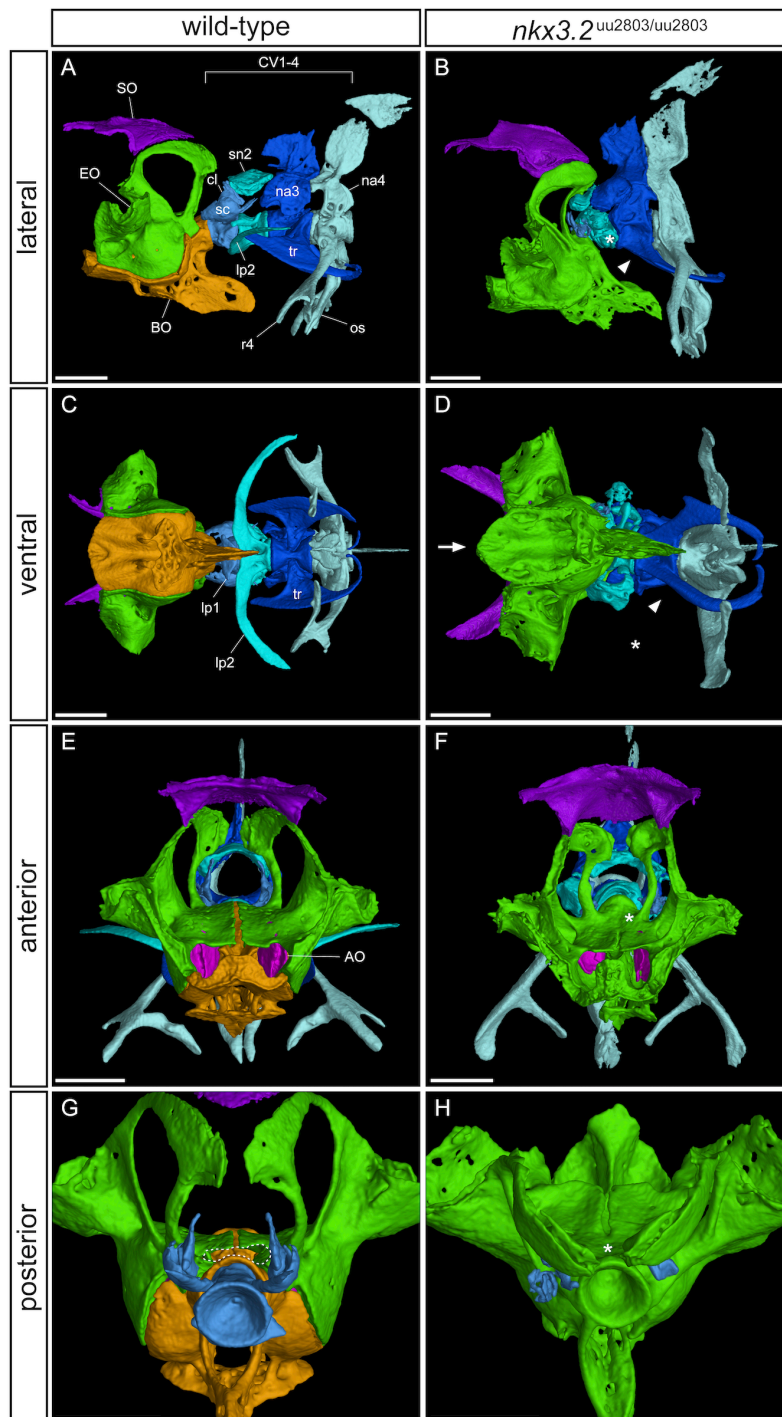 wild-type
nkx3.2uu2803/uu2803
lateral
A
CV1-4
SO
sn2
EO
cl
na3
na4
sc
tr
lp2
BO
os
r4
B
*
ventral
C
lp1
tr
lp2
D
*
anterior
E
AO
F
*
posterior
G
H
*